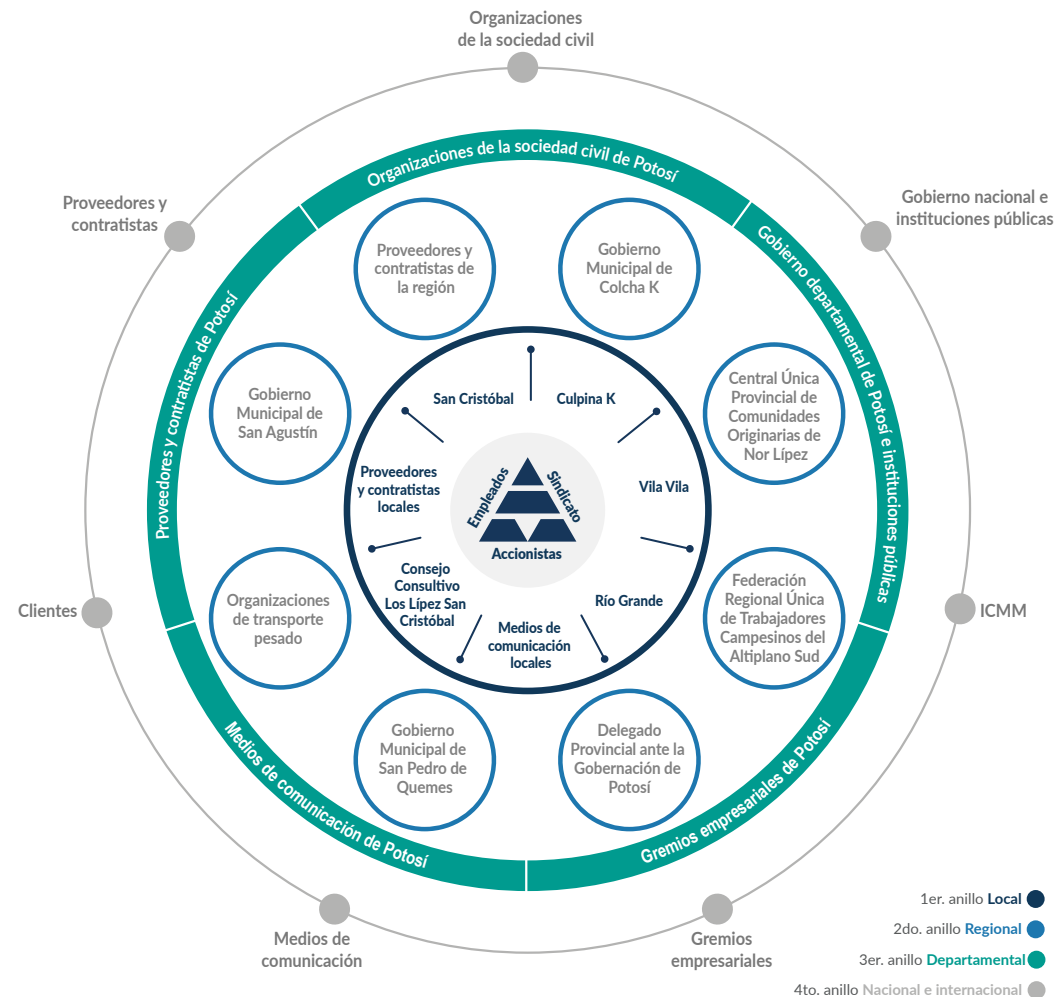 Organizaciones
de la sociedad civil
Proveedores y
contratistas
Gobierno nacional e
instituciones públicas
Organizaciones de la sociedad civil de Potosí
Proveedores y contratistas de Potosí
Gobierno departamental de Potosí e instituciones públicas
Proveedores y
contratistas de
la región
Gobierno
Municipal de
Colcha K
Gobierno
Municipal de
San Agustín
Central Única
Provincial de
Comunidades
Originarias de
Nor Lípez
San Cristóbal
Culpina K
Proveedores
y contratistas
locales
Empleados
Sindicato
Accionistas
Vila Vila
Consejo
Consultivo
Los Lípez San
Cristóbal
Río Grande
Medios de
comunicación
locales
Organizaciones
de transporte
pesado
Federación
Regional Única
de Trabajadores
Campesinos del
Altiplano Sud
Clientes
ICMM
Gobierno
Municipal de
San Pedro de
Quemes
Delegado
Provincial ante la
Gobernación de
Potosí
Medios de comunicación de Potosí
Gremios empresariales de Potosí
Medios de
comunicación
Gremios
empresariales
1er. anillo Local
2do. anillo Regional
3er. anillo Departamental
4to. anillo Nacional e internacional